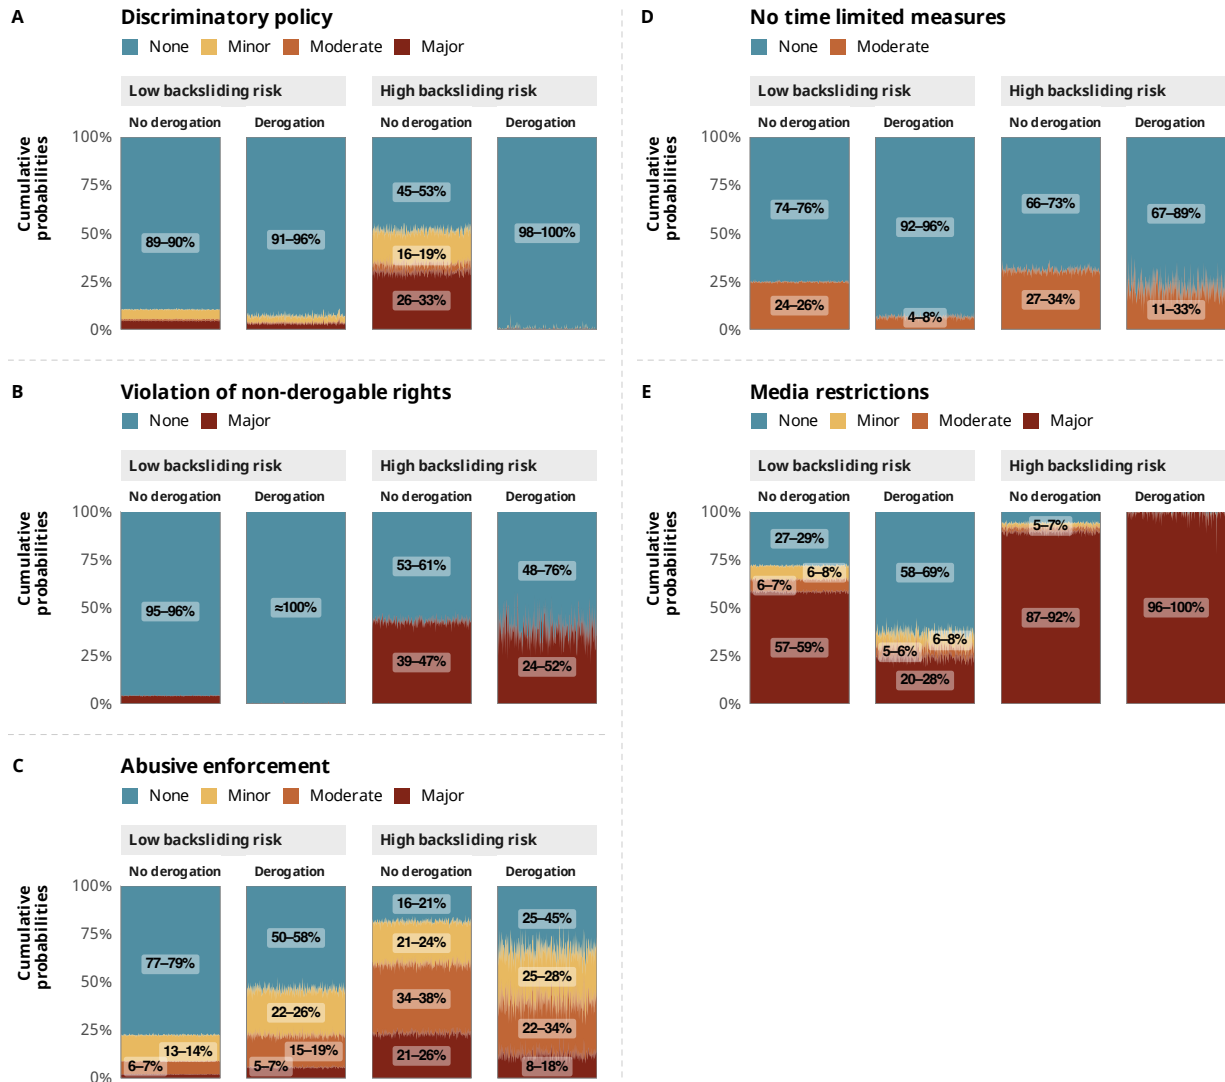 A
Discriminatory policy
None Minor Moderate Major
Low backsliding risk
High backsliding risk
No derogation
Derogation
No derogation
Derogation
Cumulative
probabilities
100%
75%
50%
25%
0%
89–90%
91–96%
45–53%
16–19%
26–33%
98–100%
B
Violation of non-derogable rights
None Major
Low backsliding risk
High backsliding risk
No derogation
Derogation
No derogation
Derogation
Cumulative
probabilities
100%
75%
50%
25%
0%
95–96%
≈100%
53–61%
39–47%
48–76%
24–52%
C
Abusive enforcement
None Minor Moderate Major
Low backsliding risk
High backsliding risk
No derogation
Derogation
No derogation
Derogation
Cumulative
probabilities
100%
75%
50%
25%
0%
77–79%
13–14%
6–7%
50–58%
22–26%
15–19%
5–7%
16–21%
21–24%
34–38%
21–26%
25–45%
25–28%
22–34%
8–18%
D
No time limited measures
None Moderate
Low backsliding risk
High backsliding risk
No derogation
Derogation
No derogation
Derogation
Cumulative
probabilities
100%
75%
50%
25%
0%
74–76%
24–26%
92–96%
4–8%
66–73%
27–34%
67–89%
11–33%
E
Media restrictions
None Minor Moderate Major
Low backsliding risk
High backsliding risk
No derogation
Derogation
No derogation
Derogation
Cumulative
probabilities
100%
75%
50%
25%
0%
27–29%
6–8%
6–7%
57–59%
58–69%
6–8%
5–6%
20–28%
5–7%
87–92%
96–100%